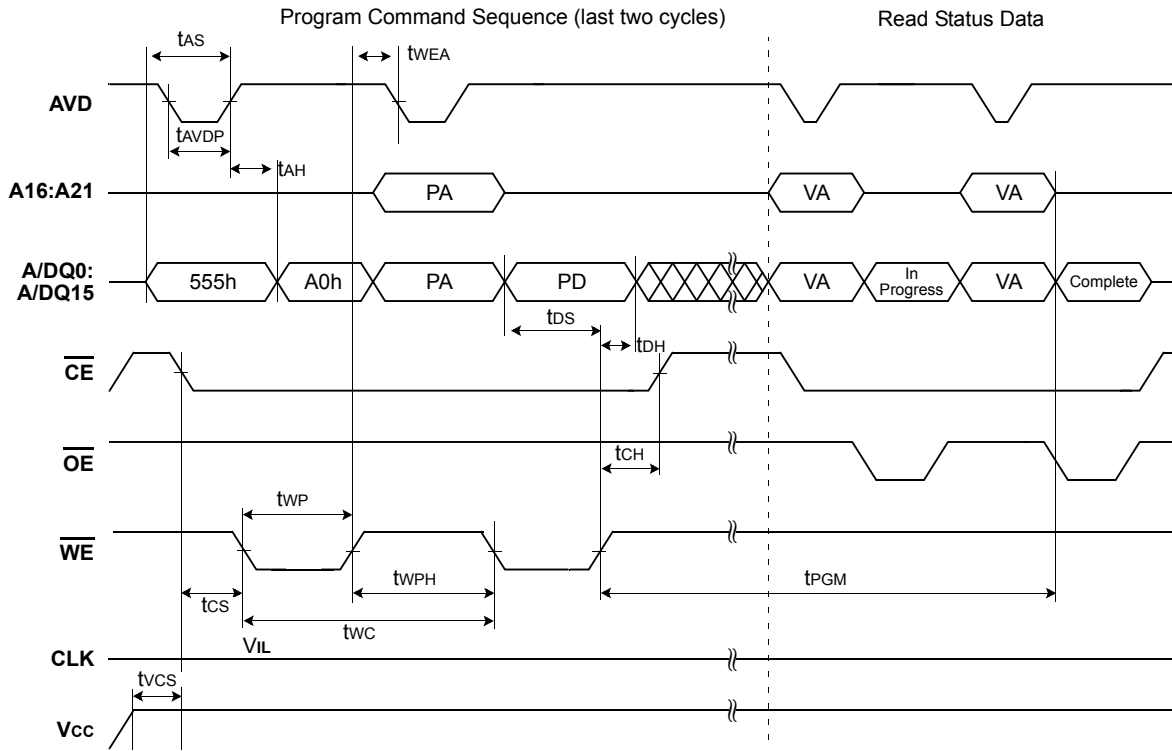 Program Command Sequence (last two cycles)
Read Status Data
tAS
tWEA
AVD
tAVDP
tAH
A16:A21
PA
VA
VA
A/DQ0:
A/DQ15
555h
A0h
PA
PD
VA
In
Progress
VA
Complete
tDS
tDH
CE
OE
tCH
tWP
WE
tWPH
tPGM
tCS
tWC
VIL
CLK
tVCS
Vcc